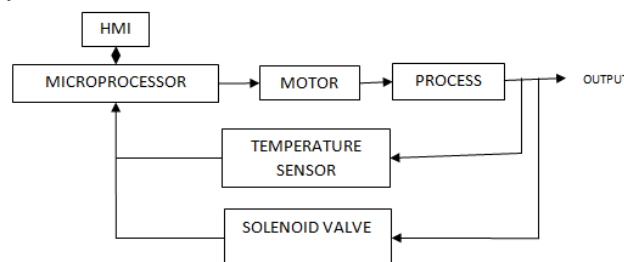 HMI
MICROPROCESSOR
MOTOR
PROCESS
OUTPUT
TEMPERATURE
SENSOR
SOLENOID VALVE